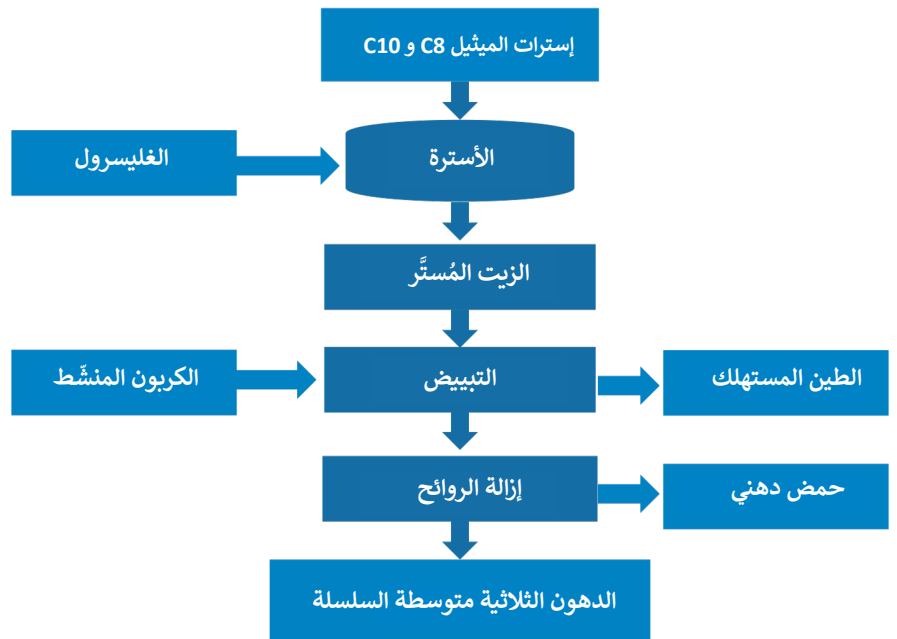 إسترات الميثيل C8 و C10
الغليسرول
الأسترة
الزيت المُستَّر
الكربون المنشّط
التبييض
الطين المستهلك
إزالة الروائح
حمض دهني
الدهون الثلاثية متوسطة السلسلة